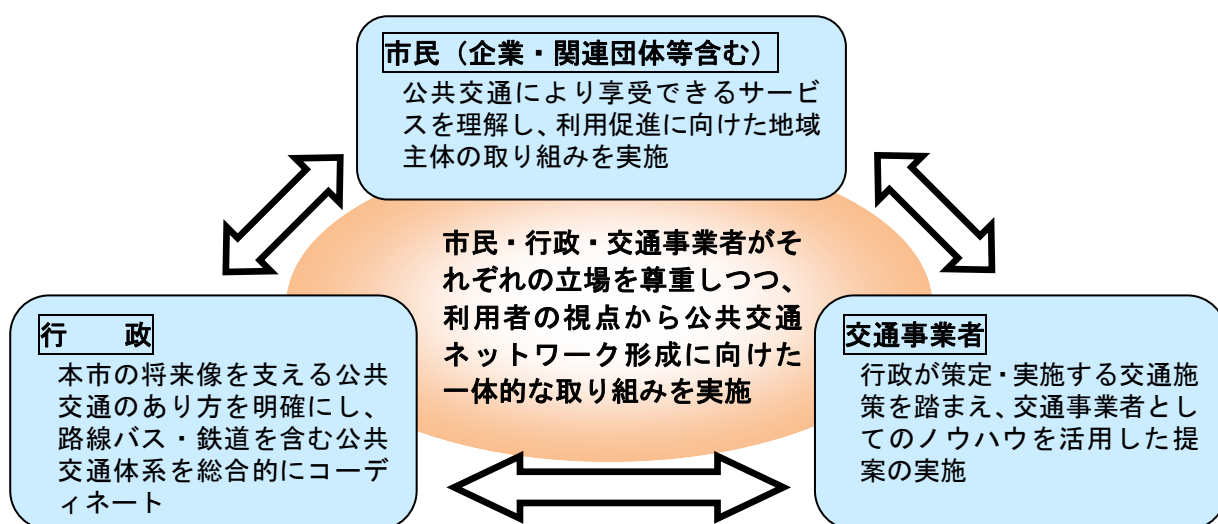 市民（企業・関連団体等含む）
公共交通により享受できるサービ
スを理解し、利用促進に向けた地域
主体の取り組みを実施
市民・行政・交通事業者がそ
れぞれの立場を尊重しつつ、
利用者の視点から公共交通
ネットワーク形成に向けた
一体的な取り組みを実施
行　　政
本市の将来像を支える公共
交通のあり方を明確にし、
路線バス・鉄道を含む公共
交通体系を総合的にコーデ
ィネート
交通事業者
行政が策定・実施する交通施
策を踏まえ、交通事業者とし
てのノウハウを活用した提
案の実施